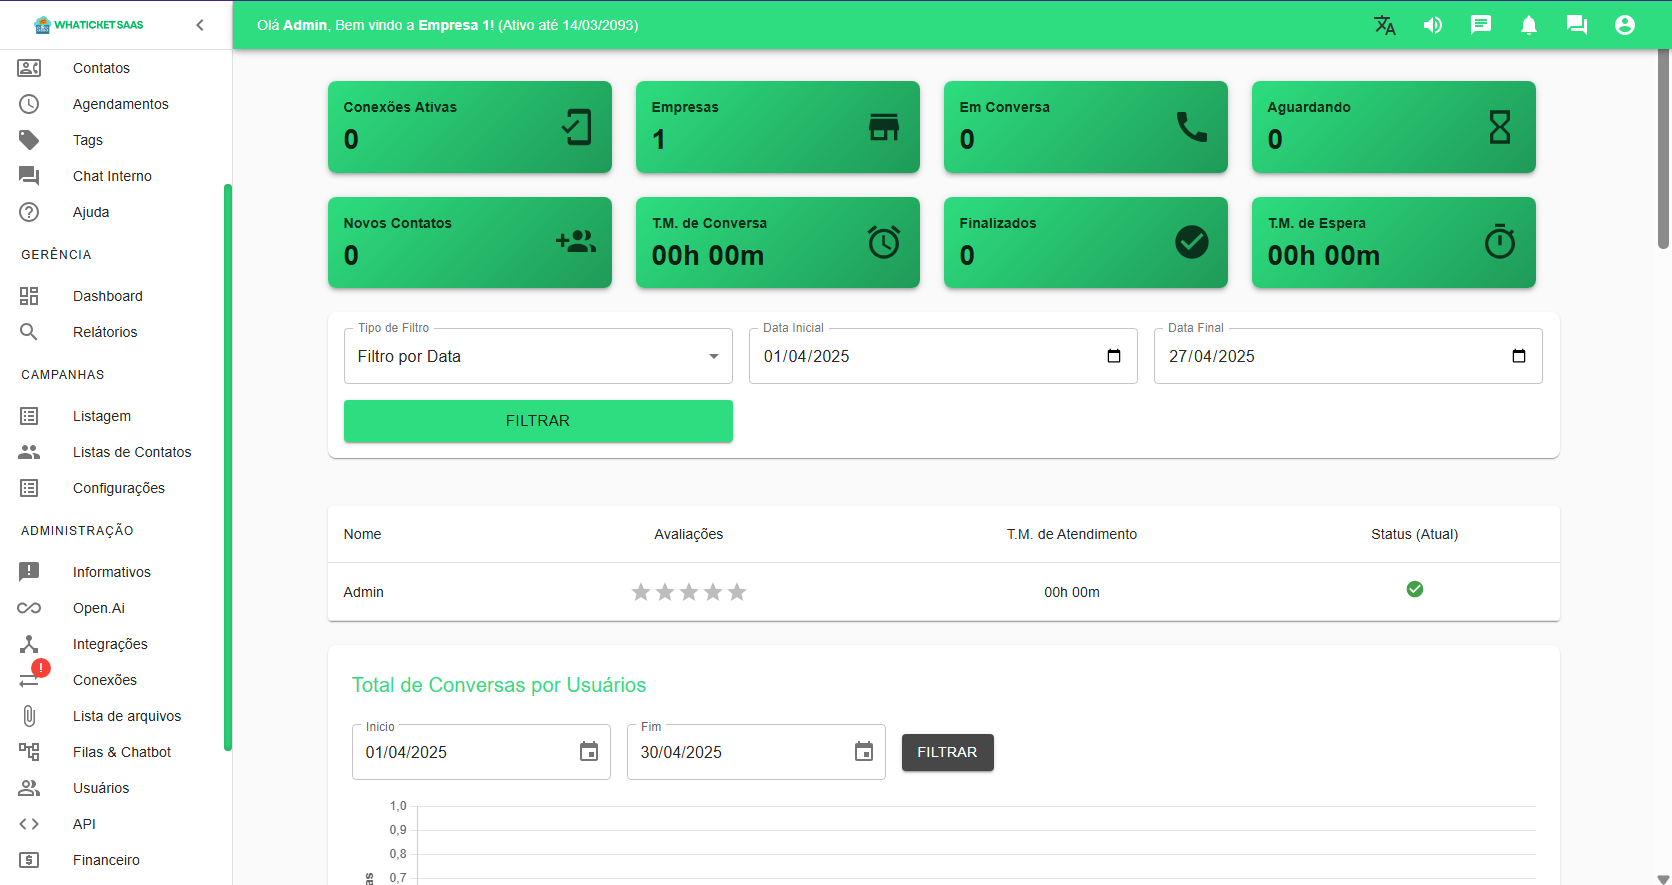 WHATICKET SAAS
Olá Admin, Bem vindo a Empresa 1! (Ativo até 14/03/2093)
Contatos
Agendamentos
Tags
Chat Interno
Ajuda
GERÊNCIA
Dashboard
Relátorios
CAMPANHAS
Listagem
Listas de Contatos
Configurações
ADMINISTRAÇÃO
Informativos
Open.Ai
Integrações
!
Conexões
Lista de arquivos
Filas & Chatbot
Usuários
API
Financeiro
Conexões Ativas
0
Empresas
1
Em Conversa
0
Aguardando
0
Novos Contatos
0
T.M. de Conversa
00h 00m
Finalizados
0
T.M. de Espera
00h 00m
Tipo de Filtro
Filtro por Data
Data Inicial
01/04/2025
Data Final
27/04/2025
FILTRAR
Nome Avaliações T.M. de Atendimento Status (Atual)
Admin 00h 00m
Total de Conversas por Usuários
Inicio
01/04/2025
Fim
30/04/2025
FILTRAR
1,0
0,9
0,8
0,7